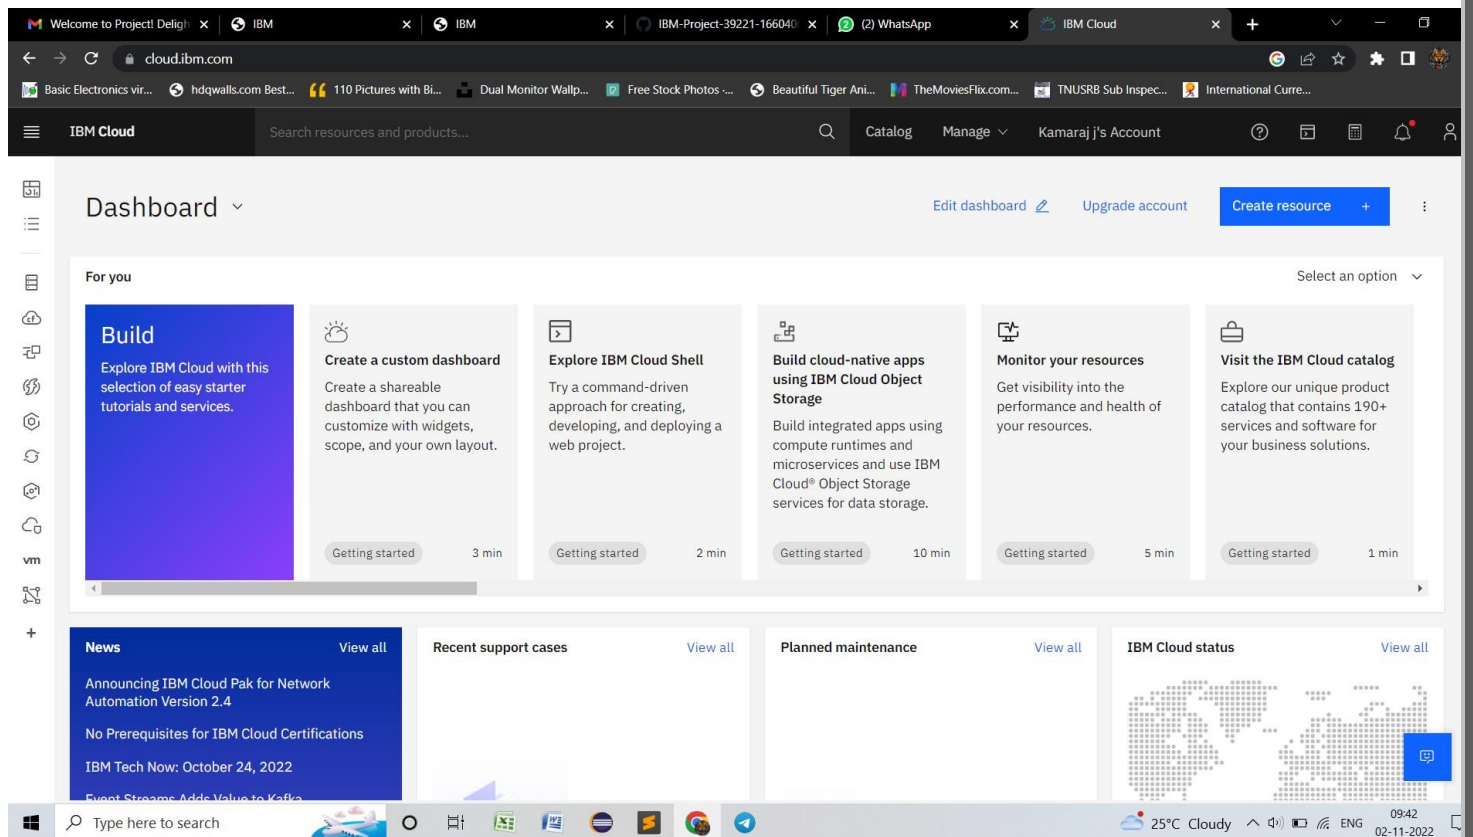 Welcome to Project! Deligh
IBM
IBM
IBM-Project-39221-166040
(2) WhatsApp
IBM Cloud
cloud.ibm.com
Basic Electronics vir...
hdqwalls.com Best...
110 Pictures with Bi...
Dual Monitor Wallp...
Free Stock Photos ·...
Beautiful Tiger Ani...
TheMoviesFlix.com...
TNUSRB Sub Inspec...
International Curre...
IBM Cloud
Search resources and products...
Catalog
Manage
Kamaraj j's Account
Dashboard
Edit dashboard
Upgrade account
Create resource +
For you
Select an option
Build
Explore IBM Cloud with this
selection of easy starter
tutorials and services.
Create a custom dashboard
Create a shareable
dashboard that you can
customize with widgets,
scope, and your own layout.
Getting started
3 min
Explore IBM Cloud Shell
Try a command-driven
approach for creating,
developing, and deploying a
web project.
Getting started
2 min
Build cloud-native apps
using IBM Cloud Object
Storage
Build integrated apps using
compute runtimes and
microservices and use IBM
Cloud® Object Storage
services for data storage.
Getting started
10 min
Monitor your resources
Get visibility into the
performance and health of
your resources.
Getting started
5 min
Visit the IBM Cloud catalog
Explore our unique product
catalog that contains 190+
services and software for
your business solutions.
Getting started
1 min
vm
News
View all
Announcing IBM Cloud Pak for Network
Automation Version 2.4
No Prerequisites for IBM Cloud Certifications
IBM Tech Now: October 24, 2022
Event Streams Adds Value to Kafka
Recent support cases
View all
Planned maintenance
View all
IBM Cloud status
View all
Type here to search
25°C Cloudy
ENG
09:42
02-11-2022